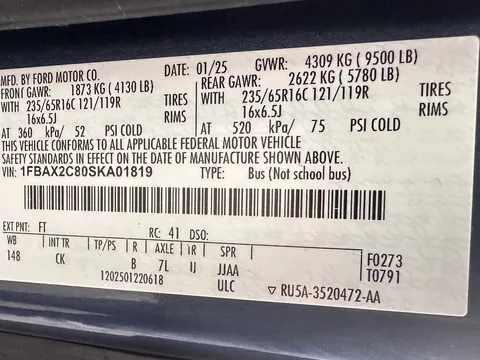 MFD. BY FORD MOTOR CO. DATE: 01/25 GVWR: 4309 KG ( 9500 LB)
FRONT GAWR: 1873 KG ( 4130 LB) REAR GAWR: 2622 KG ( 5780 LB)
WITH 235/65R16C 121/119R TIRES WITH 235/65R16C 121/119R TIRES
16x6.5J RIMS 16x6.5J RIMS
AT 360 kPa/ 52 PSI COLD AT 520 kPa/ 75 PSI COLD
THIS VEHICLE CONFORMS TO ALL APPLICABLE FEDERAL MOTOR VEHICLE
SAFETY STANDARDS IN EFFECT ON THE DATE OF MANUFACTURE SHOWN ABOVE.
VIN: 1FBAX2C80SKA01819 TYPE: Bus (Not school bus)
EXT PNT: FT RC: 41 DSO: F0273
WB INT TR TP/PS R AXLE TR SPR T0791
148 CK B 7L IJ JJAA
1202501220618 ULC ▽ RU5A-3520472-AA